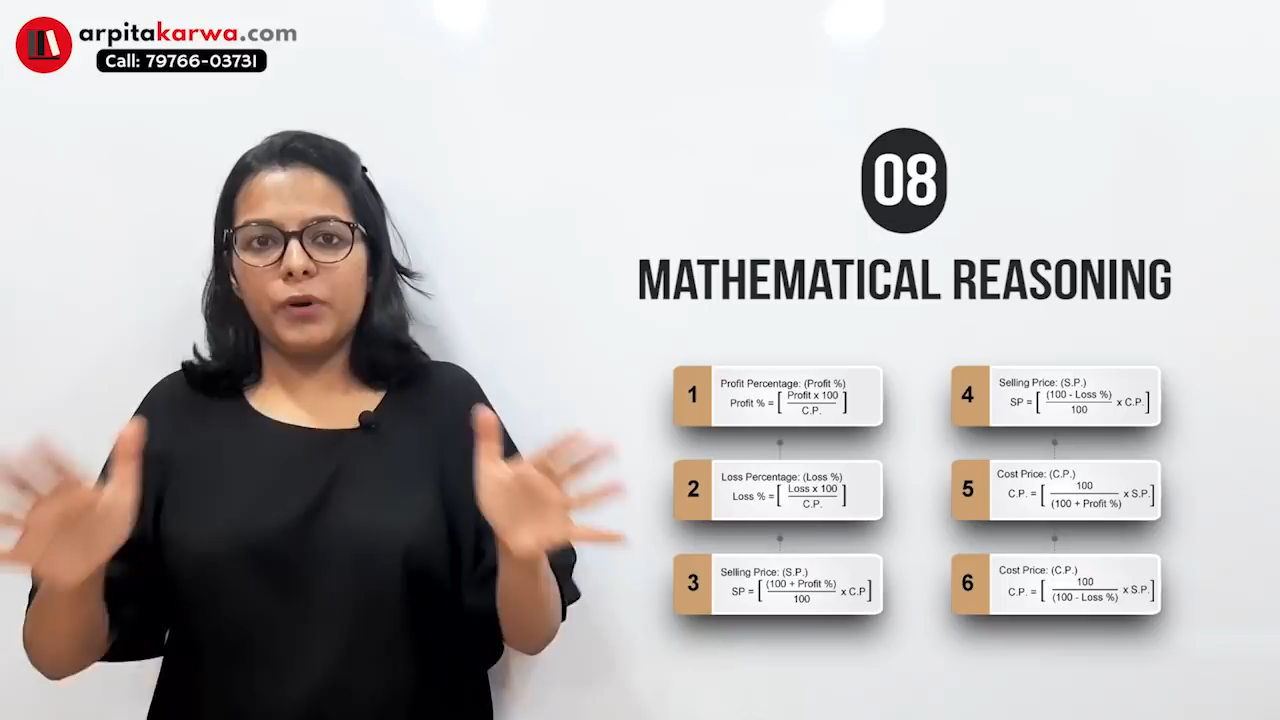 arpitakarwa.com
Call: 79766-03731
08
MATHEMATICAL REASONING
1
Profit Percentage: (Profit %)
Profit % = [ Profit x 100 / C.P. ]
2
Loss Percentage: (Loss %)
Loss % = [ Loss x 100 / C.P. ]
3
Selling Price: (S.P.)
SP = [ (100 + Profit %) / 100 x C.P ]
4
Selling Price: (S.P.)
SP = [ (100 - Loss %) / 100 x C.P. ]
5
Cost Price: (C.P.)
C.P. = [ 100 / (100 + Profit %) x S.P. ]
6
Cost Price: (C.P.)
C.P. = [ 100 / (100 - Loss %) x S.P. ]